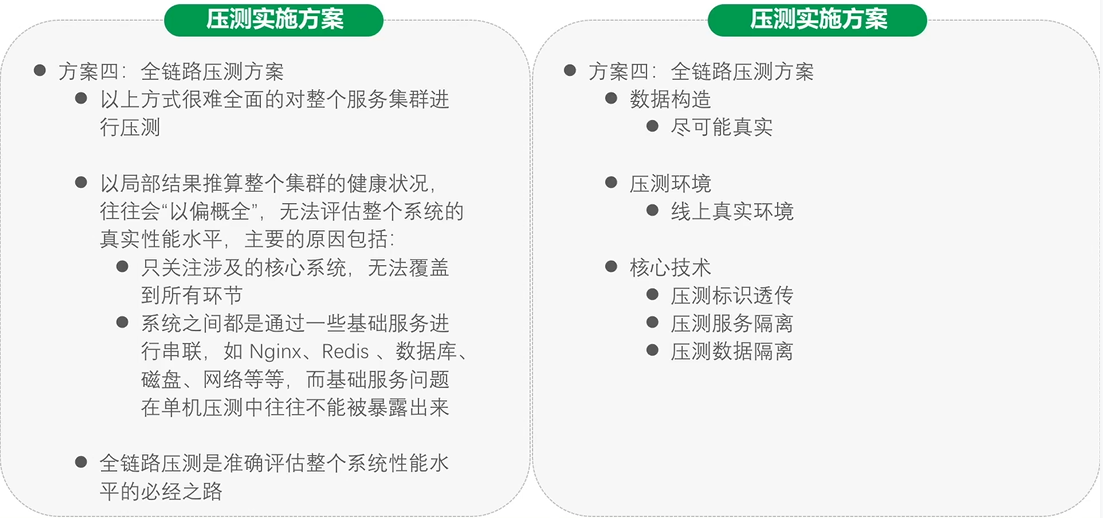 压测实施方案
方案四：全链路压测方案
以上方式很难全面的对整个服务集群进
行压测
以局部结果推算整个集群的健康状况，
往往会“以偏概全”，无法评估整个系统的
真实性能水平，主要的原因包括：
只关注涉及的核心系统，无法覆盖
到所有环节
系统之间都是通过一些基础服务进
行串联，如 Nginx、Redis 、数据库、
磁盘、网络等等，而基础服务问题
在单机压测中往往不能被暴露出来
全链路压测是准确评估整个系统性能水
平的必经之路
压测实施方案
方案四：全链路压测方案
数据构造
尽可能真实
压测环境
线上真实环境
核心技术
压测标识透传
压测服务隔离
压测数据隔离